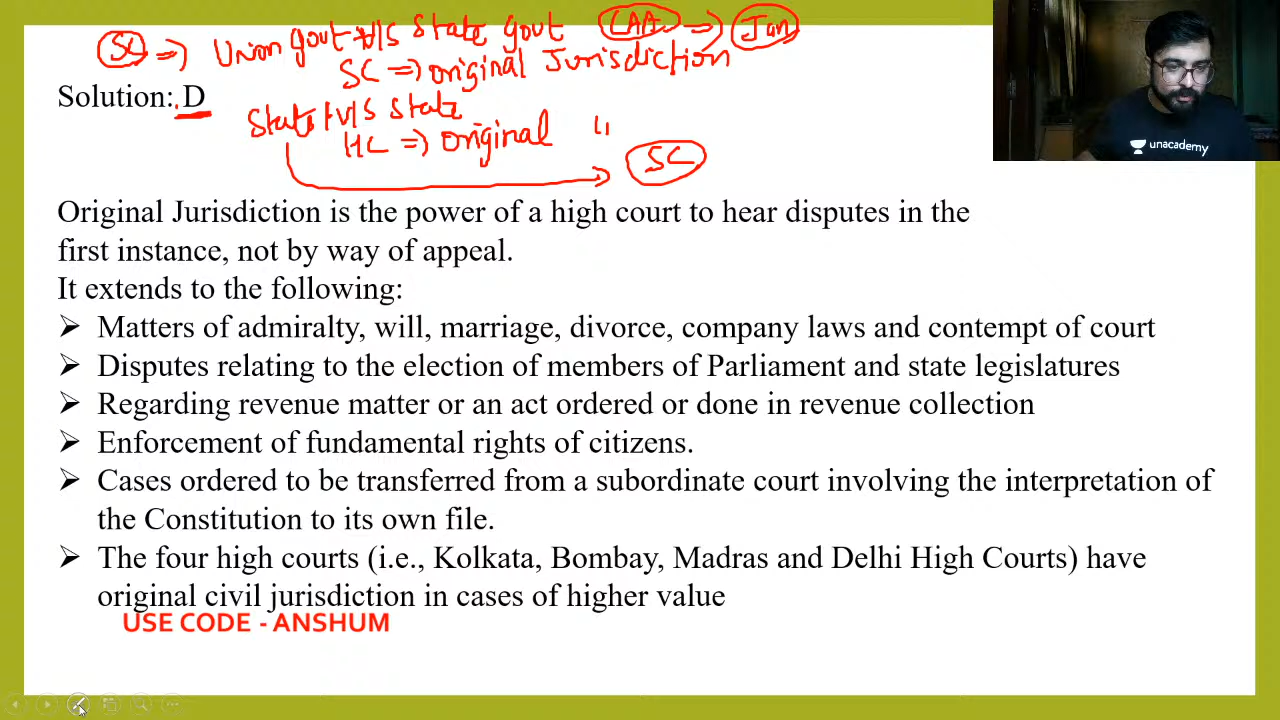 SC => Union gout v/s State gout CAA => Jan
SC => original Jurisdiction
Solution: D
State v/s State
HC => original "
SC
unacademy
Original Jurisdiction is the power of a high court to hear disputes in the
first instance, not by way of appeal.
It extends to the following:
➢ Matters of admiralty, will, marriage, divorce, company laws and contempt of court
➢ Disputes relating to the election of members of Parliament and state legislatures
➢ Regarding revenue matter or an act ordered or done in revenue collection
➢ Enforcement of fundamental rights of citizens.
➢ Cases ordered to be transferred from a subordinate court involving the interpretation of
the Constitution to its own file.
➢ The four high courts (i.e., Kolkata, Bombay, Madras and Delhi High Courts) have
original civil jurisdiction in cases of higher value
USE CODE - ANSHUM